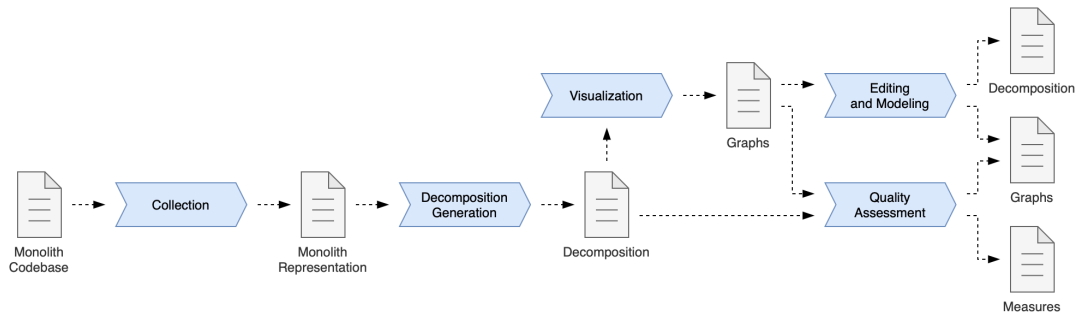 Monolith
Codebase
Collection
Monolith
Representation
Decomposition
Generation
Decomposition
Visualization
Graphs
Editing
and Modeling
Quality
Assessment
Decomposition
Graphs
Measures